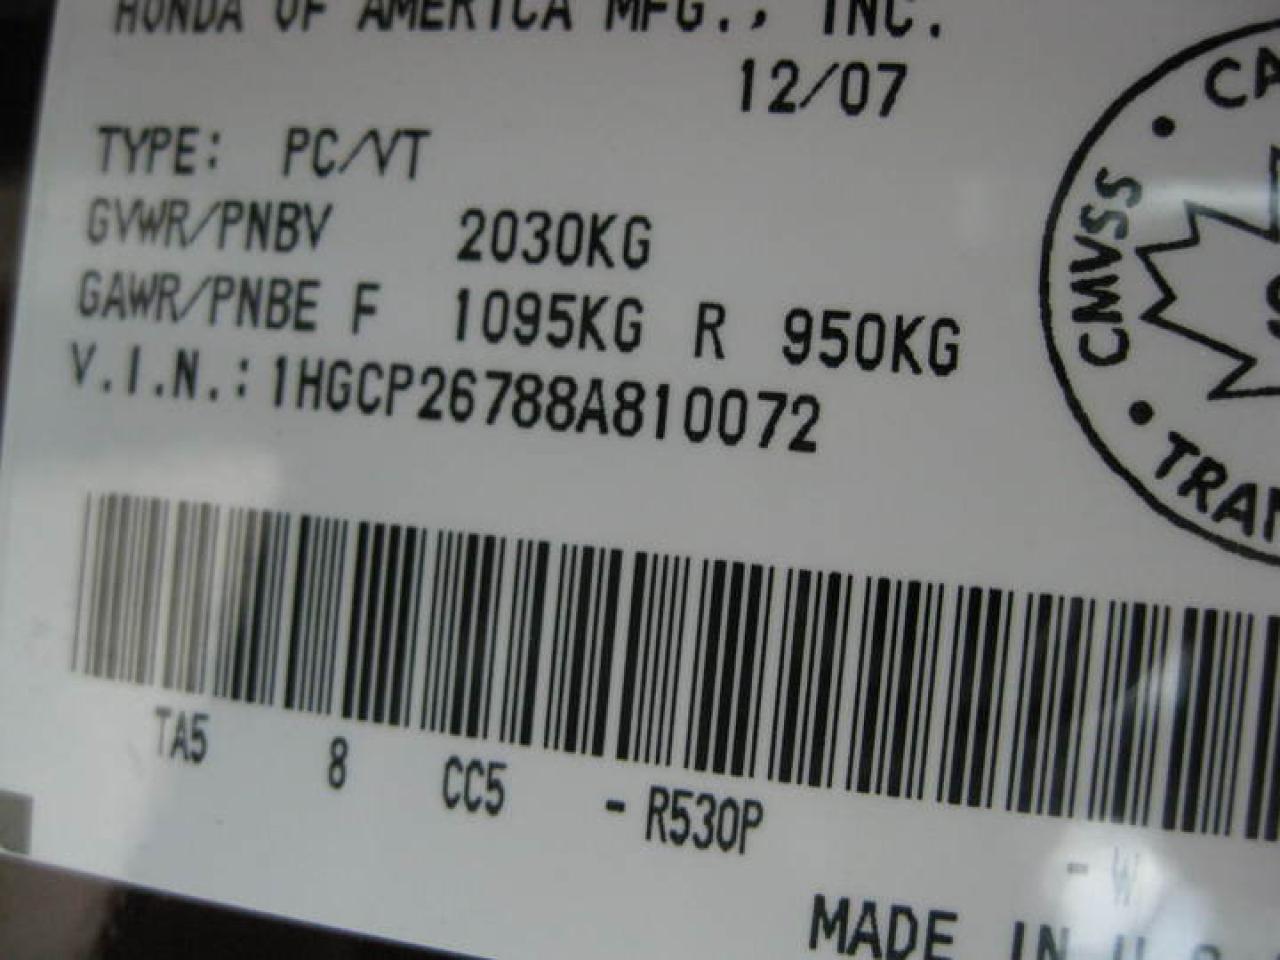 HONDA OF AMERICA MFG., INC.
12/07
TYPE: PC/VT
GVWR/PNBV 2030KG
GAWR/PNBE F 1095KG R 950KG
V.I.N.:1HGCP26788A810072
CMVSS
TA5 8 CC5 - R530P - W
MADE IN